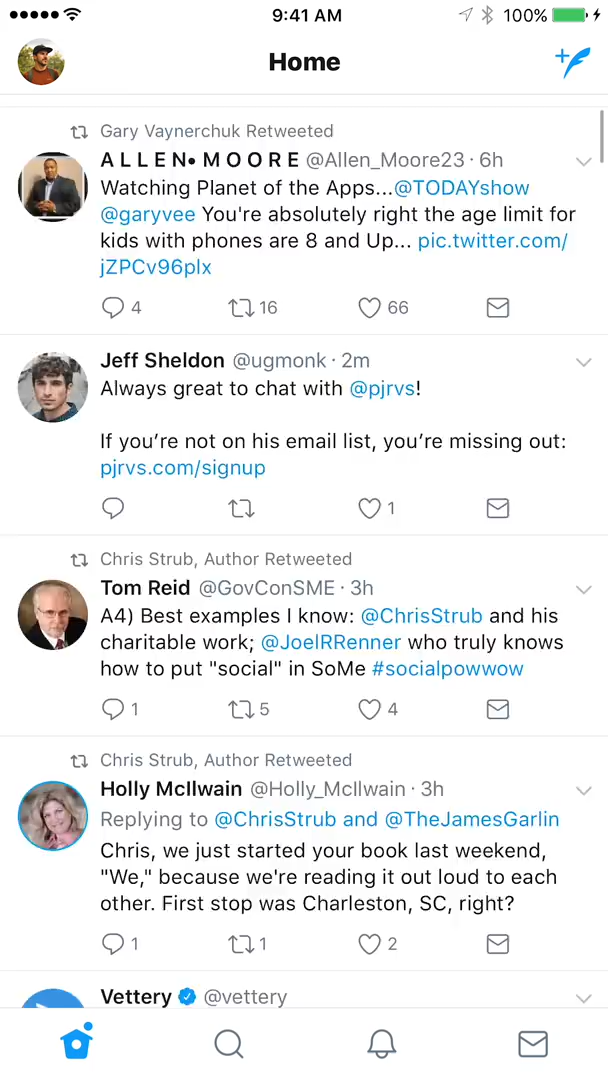 9:41 AM 100%
Home
Gary Vaynerchuk Retweeted
A L L E N• M O O R E @Allen_Moore23 · 6h
Watching Planet of the Apps...@TODAYshow
@garyvee You're absolutely right the age limit for
kids with phones are 8 and Up... pic.twitter.com/
jZPCv96plx
4 16 66
Jeff Sheldon @ugmonk · 2m
Always great to chat with @pjrvs!
If you’re not on his email list, you’re missing out:
pjrvs.com/signup
1
Chris Strub, Author Retweeted
Tom Reid @GovConSME · 3h
A4) Best examples I know: @ChrisStrub and his
charitable work; @JoelRRenner who truly knows
how to put "social" in SoMe #socialpowwow
1 5 4
Chris Strub, Author Retweeted
Holly McIlwain @Holly_McIlwain · 3h
Replying to @ChrisStrub and @TheJamesGarlin
Chris, we just started your book last weekend,
"We," because we're reading it out loud to each
other. First stop was Charleston, SC, right?
1 1 2
Vettery @vettery